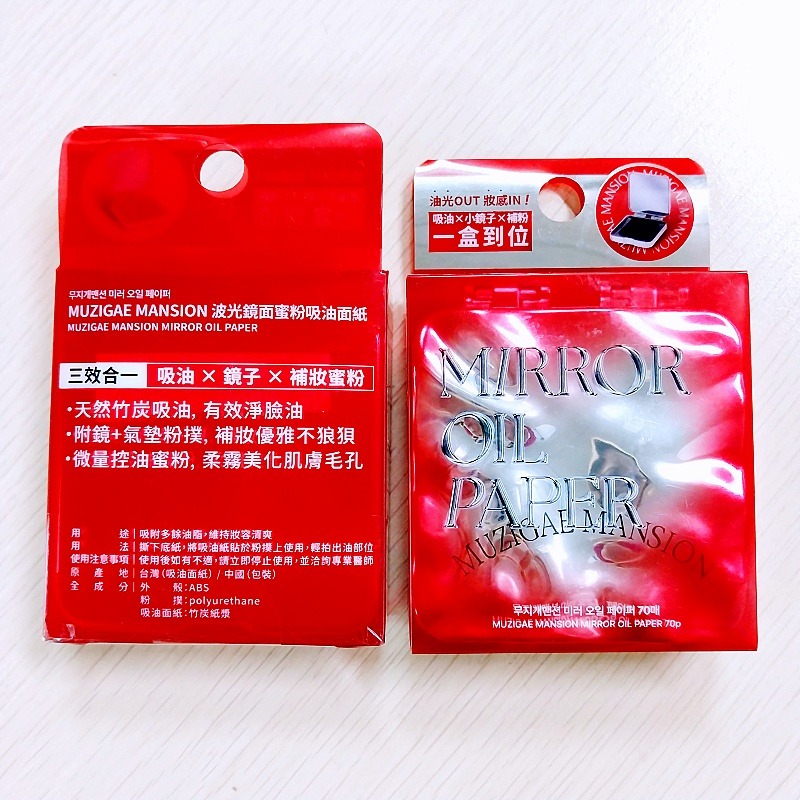 무지개맨션 미러 오일 페이퍼
MUZIGAE MANSION 波光鏡面蜜粉吸油面紙
MUZIGAE MANSION MIRROR OIL PAPER
三效合一 吸油 × 鏡子 × 補妝蜜粉
•天然竹炭吸油, 有效淨臉油
•附鏡+氣墊粉撲, 補妝優雅不狼狽
•微量控油蜜粉, 柔霧美化肌膚毛孔
用途|吸附多餘油脂,維持妝容清爽
用法|撕下底紙,將吸油紙貼於粉撲上使用,輕拍出油部位
使用注意事項|使用後如有不適,請立即停止使用,並洽詢專業醫師
原產地|台灣(吸油面紙)/中國(包裝)
全成分|外殼:ABS
粉撲:polyurethane
吸油面紙:竹炭紙漿
油光OUT 妝感IN!
吸油×小鏡子×補粉
一盒到位
MUZIGAE MANSION MUZIGAE MANSION
MIRROR
OIL
PAPER
MUZIGAE MANSION
무지개맨션 미러 오일 페이퍼 70매
MUZIGAE MANSION MIRROR OIL PAPER 70p